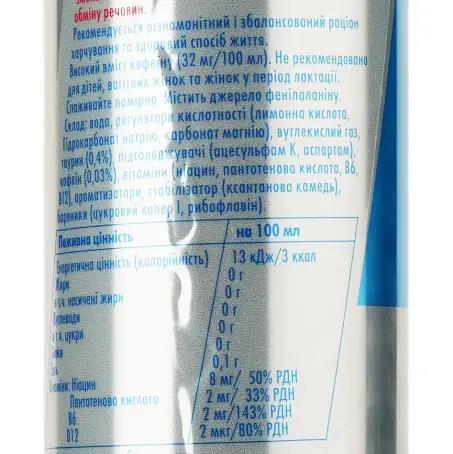 обміну речовин.
Рекомендується різноманітний і збалансований раціон
харчування та здоровий спосіб життя.
Високий вміст кофеїну (32 мг/100 мл). Не рекомендовано
для дітей, вагітних жінок та жінок у період лактації.
Споживайте помірно. Містить джерело фенілаланіну.
Склад: вода, регулятори кислотності (лимонна кислота,
гідрокарбонат натрію, карбонат магнію), вуглекислий газ,
таурин (0,4%), підсолоджувачі (ацесульфам К, аспартам),
кофеїн (0,03%), вітаміни (ніацин, пантотенова кислота, В6,
В12), ароматизатори, стабілізатор (ксантанова камедь),
барвники (цукровий колер I, рибофлавін).
Поживна цінність на 100 мл
Енергетична цінність (калорійність) 13 кДж/3 ккал
Жири 0 г
в т.ч. насичені жири 0 г
Вуглеводи 0 г
в т.ч. цукри 0 г
0 г
0,1 г
Ніацин 8 мг/ 50% РДН
Пантотенова кислота 2 мг/ 33% РДН
В6 2 мг/143% РДН
В12 2 мкг/80% РДН